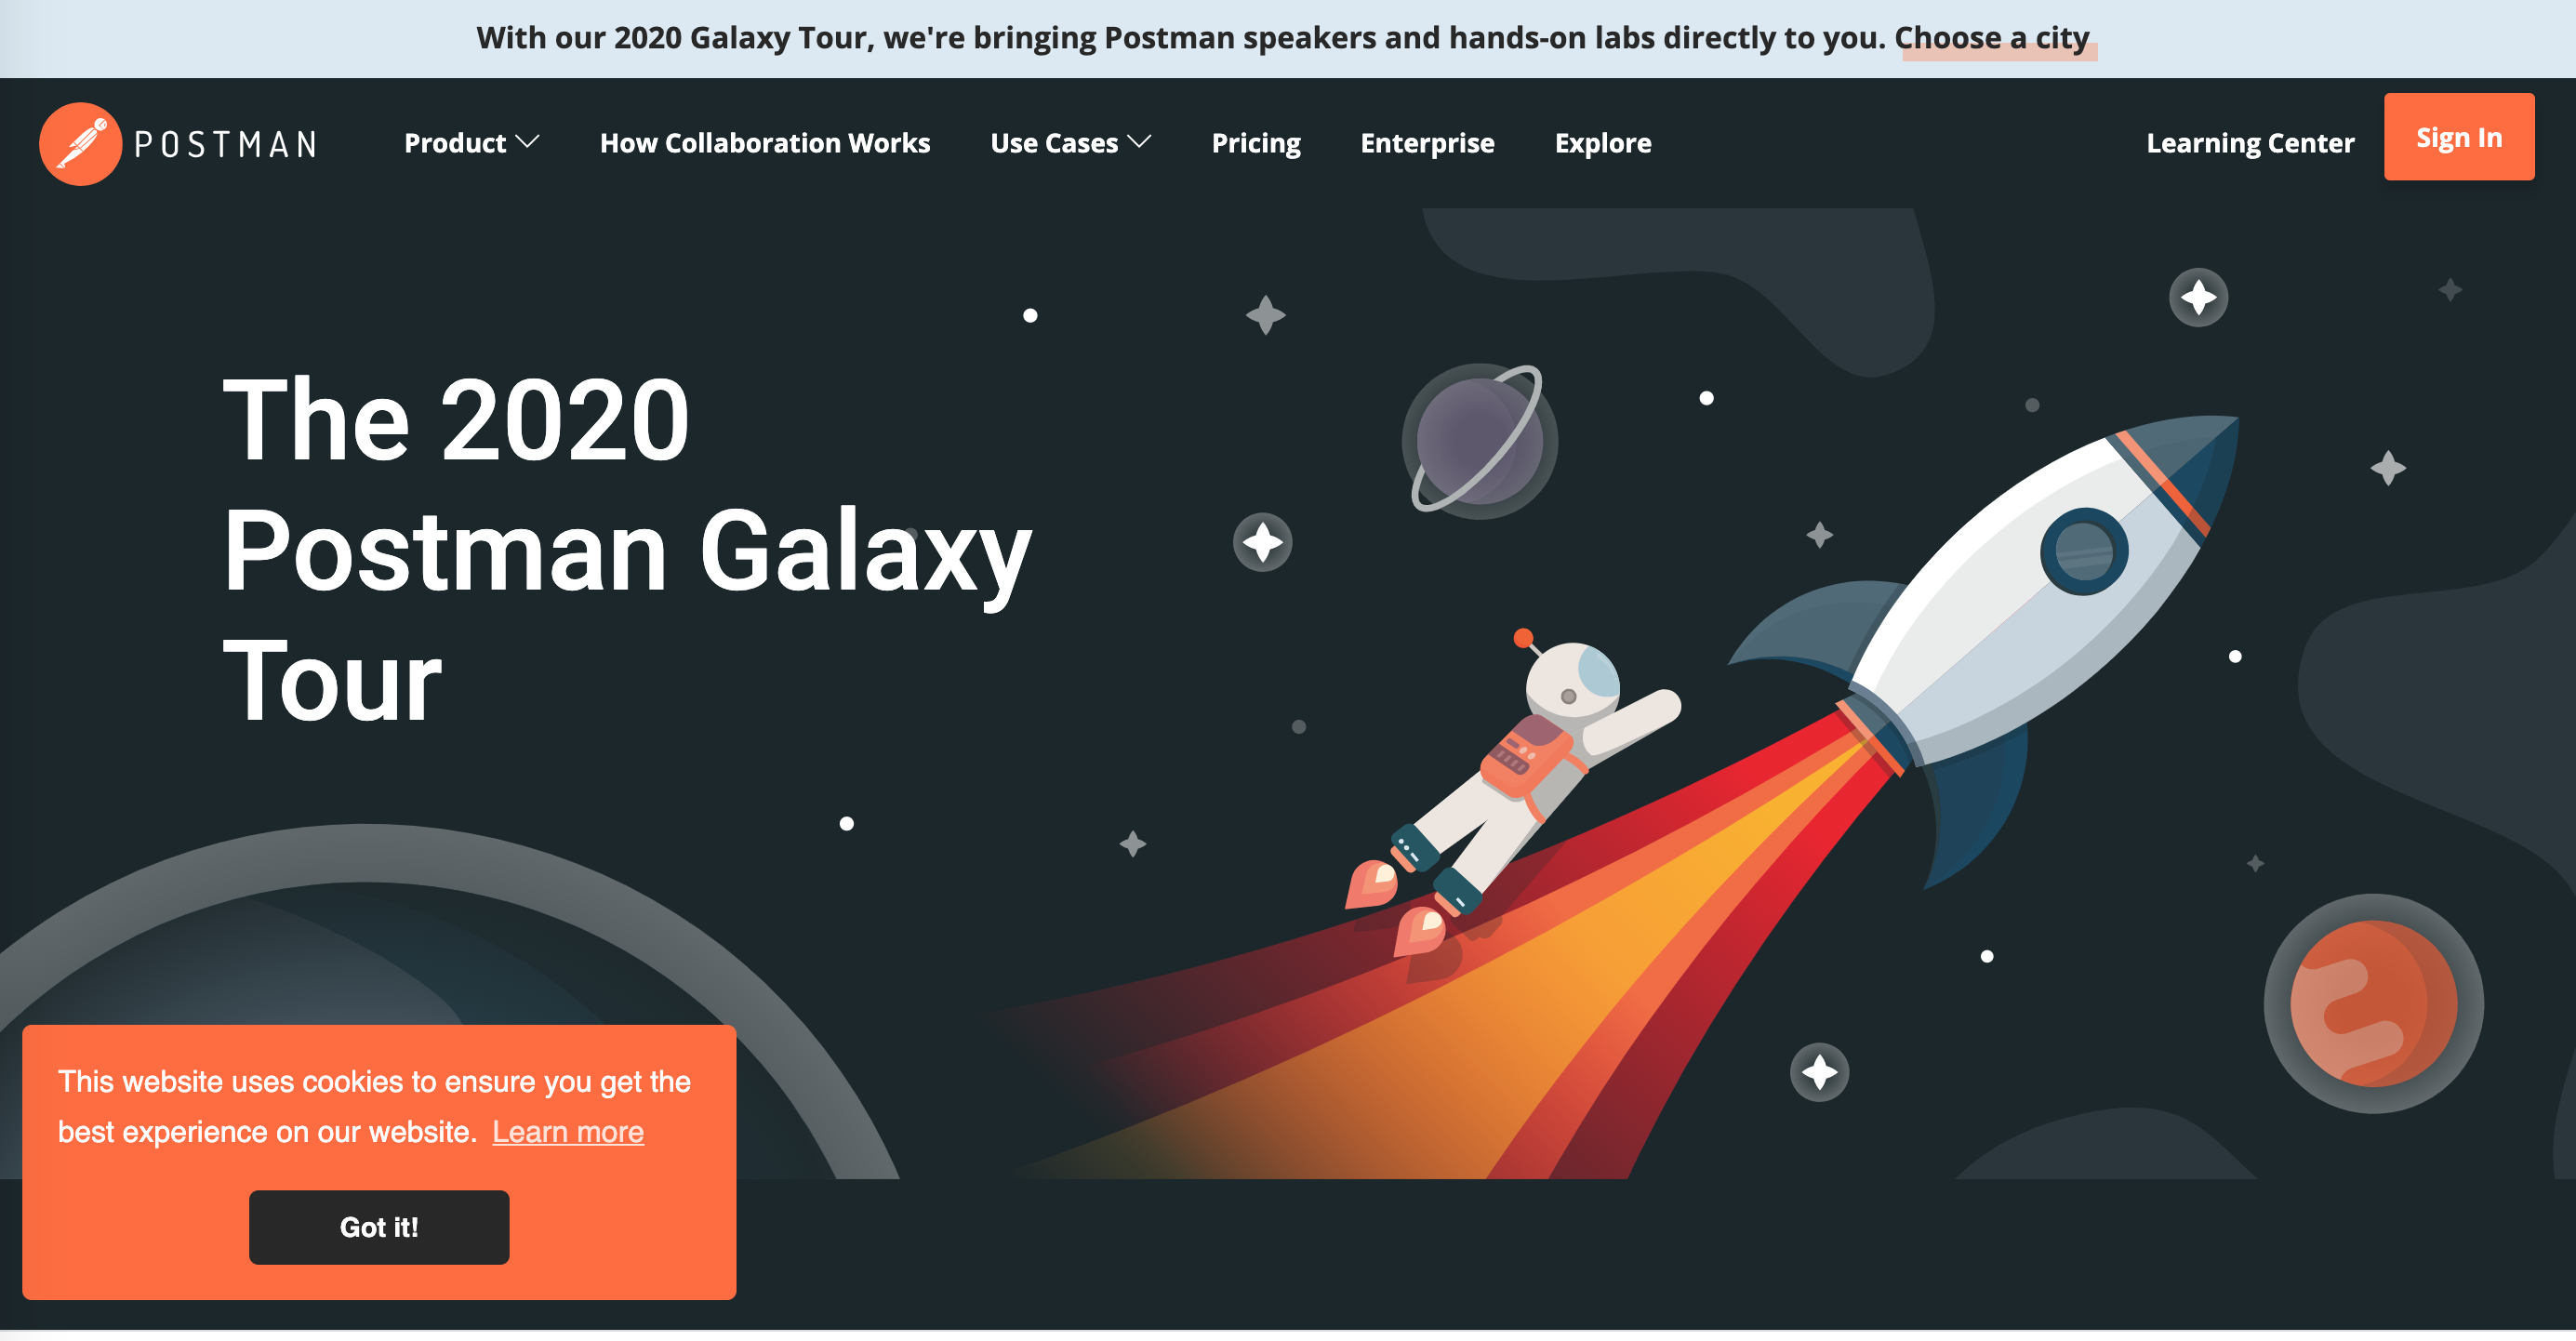 With our 2020 Galaxy Tour, we're bringing Postman speakers and hands-on labs directly to you. Choose a city
POSTMAN Product How Collaboration Works Use Cases Pricing Enterprise Explore Learning Center Sign In
The 2020
Postman Galaxy
Tour
This website uses cookies to ensure you get the
best experience on our website. Learn more
Got it!